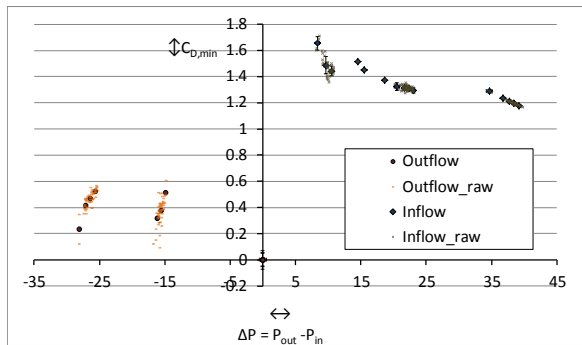 1.8
C_D,min
1.6
1.4
1.2
1
0.8
0.6
0.4
0.2
0
0.2
Outflow
Outflow_raw
Inflow
Inflow_raw
-35 -25 -15 -5 5 15 25 35 45
ΔP = P_out -P_in